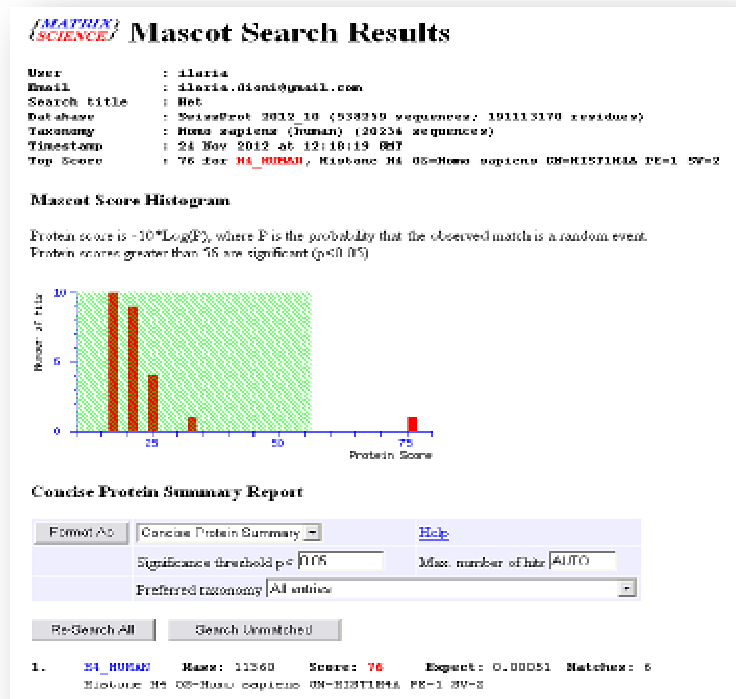 MATRIX SCIENCE Mascot Search Results
User : ilaria
Email : ilaria.dioni@gmail.com
Search title : Net
Database : SwissProt 2012_10 (538259 sequences; 191113170 residues)
Taxonomy : Homo sapiens (human) (20234 sequences)
Timestamp : 24 Nov 2012 at 12:18:19 GMT
Top Score : 76 for H4_HUMAN, Histone H4 OS=Homo sapiens GN=HIST1H4A PE=1 SV=2
Mascot Score Histogram
Protein score is -10*Log(P), where P is the probability that the observed match is a random event.
Protein scores greater than 56 are significant (p<0.05).
Number of Hits
10
5
0
25 50 75
Protein Score
Concise Protein Summary Report
Format As Concise Protein Summary Help
Significance threshold p< 0.05 Max. number of hits AUTO
Preferred taxonomy All entries
Re-Search All Search Unmatched
1. H4_HUMAN Mass: 11360 Score: 76 Expect: 0.00051 Matches: 6
Histone H4 OS=Homo sapiens GN=HIST1H4A PE=1 SV=2